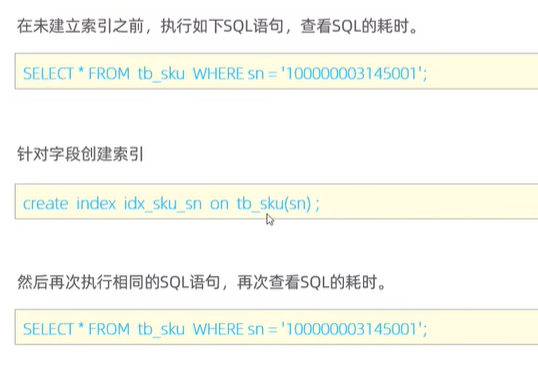 在未建立索引之前，执行如下SQL语句，查看SQL的耗时。
SELECT * FROM tb_sku WHERE sn = '100000003145001';
针对字段创建索引
create index idx_sku_sn on tb_sku(sn) ;
然后再次执行相同的SQL语句，再次查看SQL的耗时。
SELECT * FROM tb_sku WHERE sn = '100000003145001';